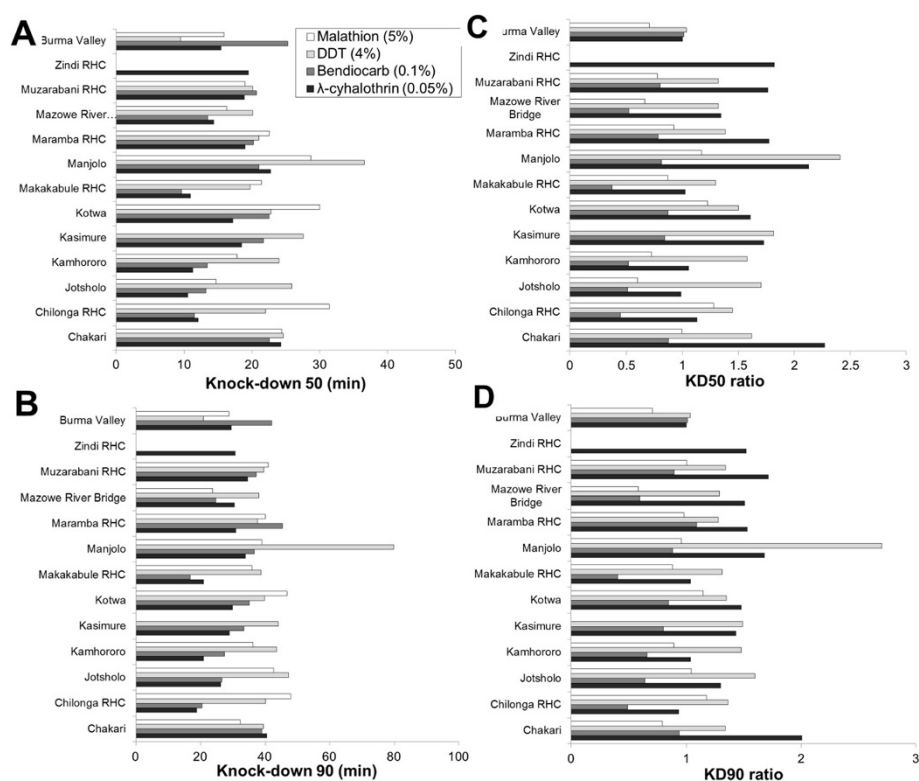 A
Burma Valley
Zindi RHC
Muzarabani RHC
Mazowe River...
Maramba RHC
Manjolo
Makakabule RHC
Kotwa
Kasimure
Kamhororo
Jotsholo
Chilonga RHC
Chakari
0 10 20 30 40 50
Knock-down 50 (min)
Malathion (5%)
DDT (4%)
Bendiocarb (0.1%)
λ-cyhalothrin (0.05%)
50
C
Burma Valley
Zindi RHC
Muzarabani RHC
Mazowe River
Bridge
Maramba RHC
Manjolo
Makakabule RHC
Kotwa
Kasimure
Kamhororo
Jotsholo
Chilonga RHC
Chakari
0 0.5 1 1.5 2 2.5 3
KD50 ratio
B
Burma Valley
Zindi RHC
Muzarabani RHC
Mazowe River Bridge
Maramba RHC
Manjolo
Makakabule RHC
Kotwa
Kasimure
Kamhororo
Jotsholo
Chilonga RHC
Chakari
0 20 40 60 80 100
Knock-down 90 (min)
D
Burma Valley
Zindi RHC
Muzarabani RHC
Mazowe River
Bridge
Maramba RHC
Manjolo
Makakabule RHC
Kotwa
Kasimure
Kamhororo
Jotsholo
Chilonga RHC
Chakari
0 1 2 3
KD90 ratio